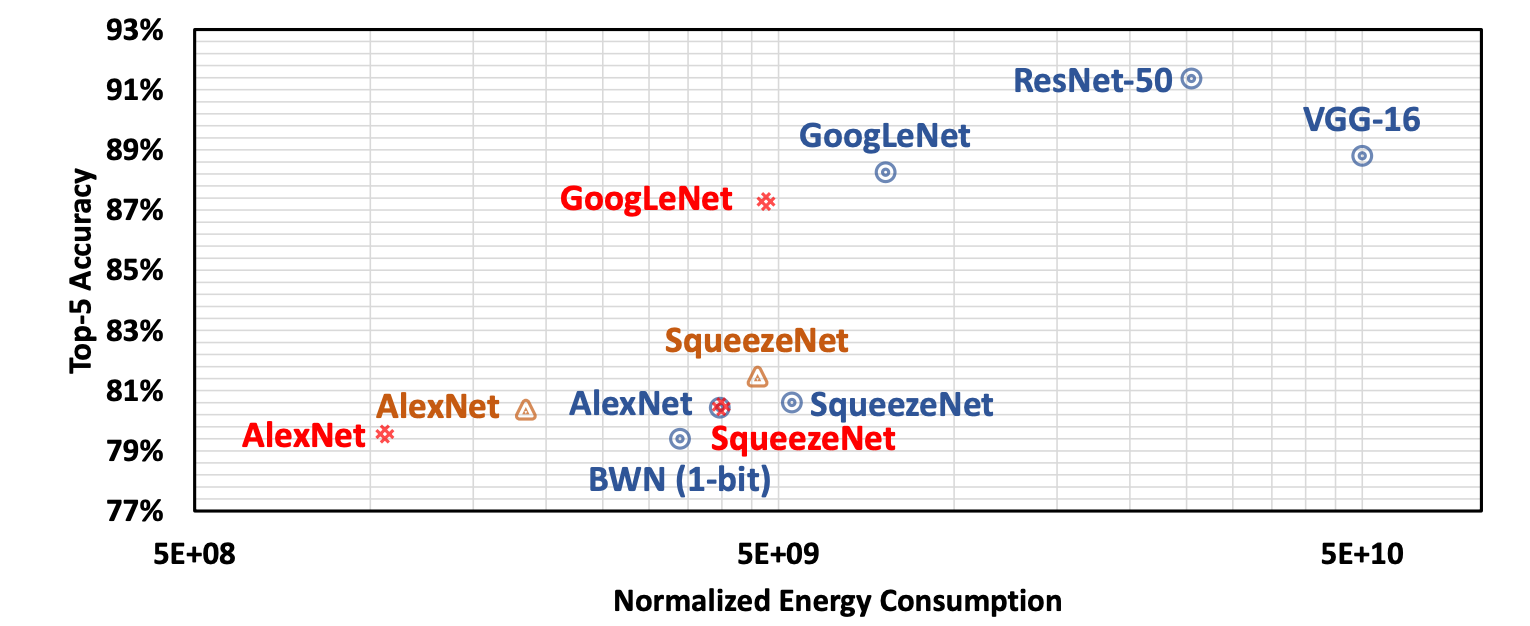 93%
91%
89%
87%
85%
83%
81%
79%
77%
Top-5 Accuracy
ResNet-50
VGG-16
GoogLeNet
GoogLeNet
SqueezeNet
AlexNet
AlexNet
SqueezeNet
AlexNet
SqueezeNet
BWN (1-bit)
5E+08
5E+09
5E+10
Normalized Energy Consumption